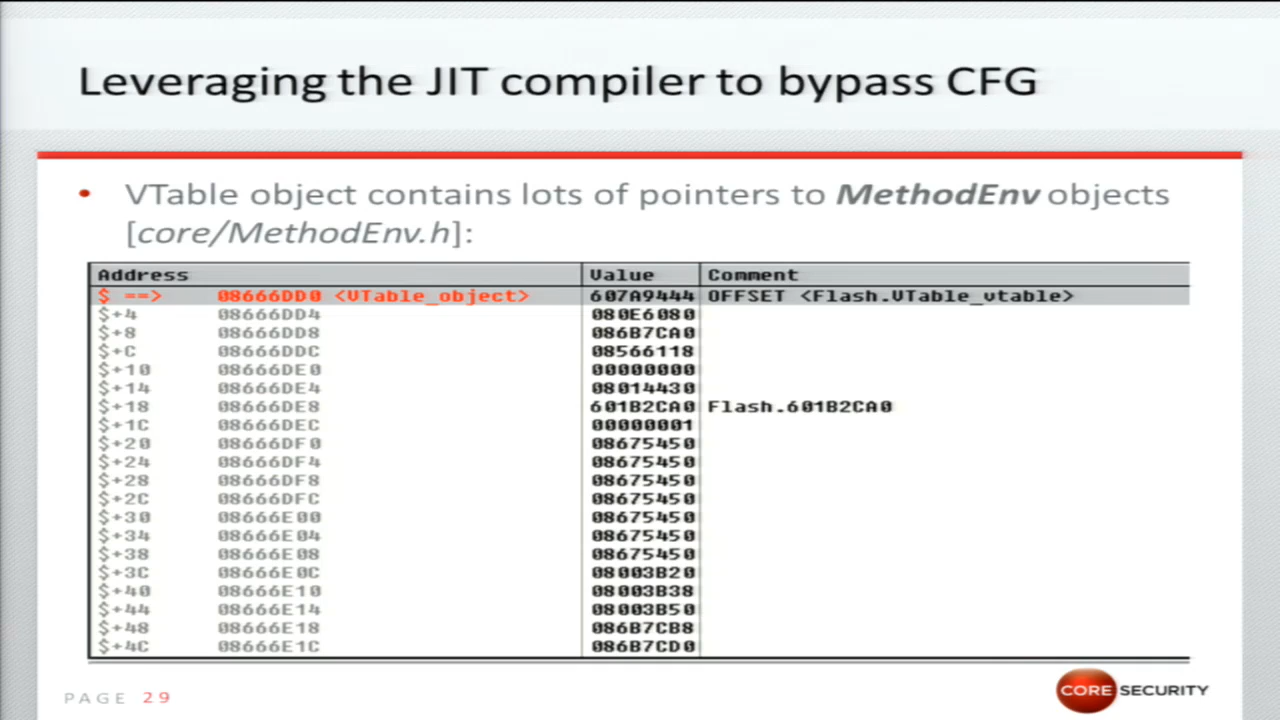 Leveraging the JIT compiler to bypass CFG
• VTable object contains lots of pointers to MethodEnv objects
[core/MethodEnv.h]:
Address Value Comment
$ ==> 08666DD0 <VTable_object> 607A9444 OFFSET <Flash.VTable_vtable>
$+4 08666DD4 080E6080
$+8 08666DD8 086B7CA0
$+C 08666DDC 08566118
$+10 08666DE0 00000000
$+14 08666DE4 08014430
$+18 08666DE8 601B2CA0 Flash.601B2CA0
$+1C 08666DEC 00000001
$+20 08666DF0 08675450
$+24 08666DF4 08675450
$+28 08666DF8 08675450
$+2C 08666DFC 08675450
$+30 08666E00 08675450
$+34 08666E04 08675450
$+38 08666E08 08675450
$+3C 08666E0C 08003B20
$+40 08666E10 08003B38
$+44 08666E14 08003B50
$+48 08666E18 086B7CB8
$+4C 08666E1C 086B7CD0
PAGE 29
CORE SECURITY